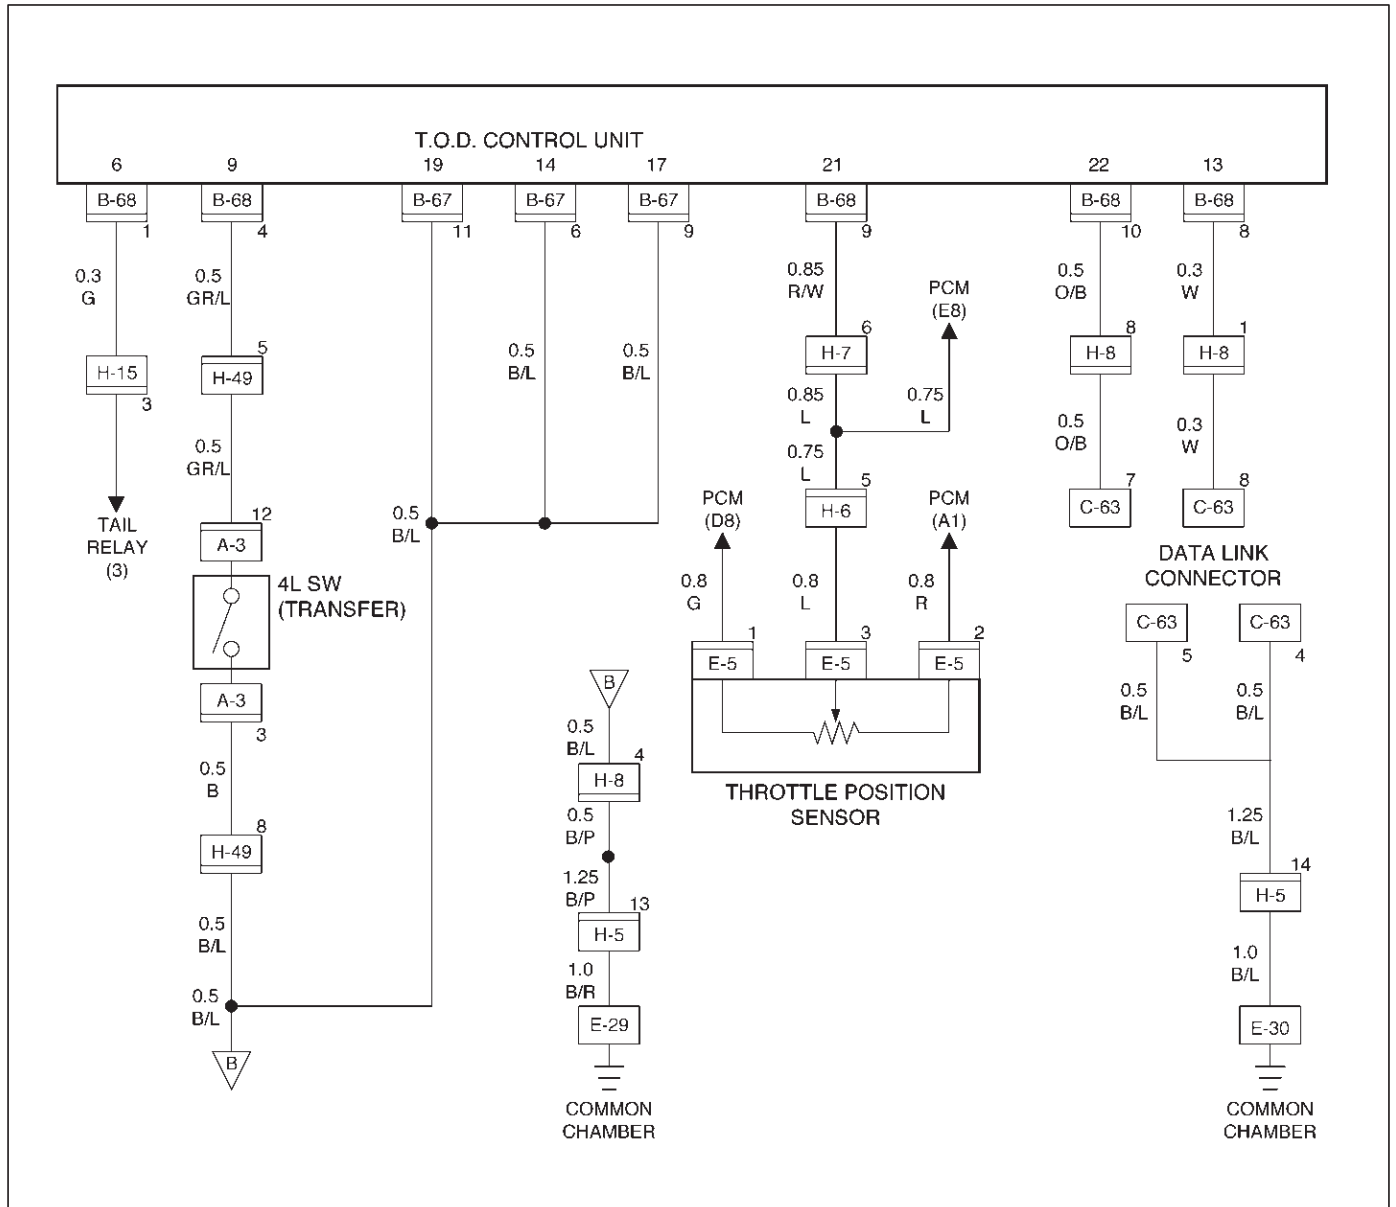 T.O.D. CONTROL UNIT
6 9 19 14 17 21 22 13
B-68 B-68 B-67 B-67 B-67 B-68 B-68 B-68
1 4 11 6 9 9 10 8
0.3
G
0.5
GR/L
0.85
R/W
PCM
(E8)
0.5
O/B
0.3
W
H-15
3
5
H-49
0.5
B/L
0.5
B/L
6
H-7
8
H-8
1
H-8
0.85
L
0.75
L
0.75
L
0.5
GR/L
0.5
O/B
0.3
W
TAIL
RELAY
(3)
12
A-3
0.5
B/L
PCM
(D8)
5
H-6
PCM
(A1)
7
C-63
8
C-63
DATA LINK
CONNECTOR
4L SW
(TRANSFER)
0.8
G
0.8
L
0.8
R
1
E-5
3
E-5
2
E-5
C-63
5
C-63
4
A-3
3
B
0.5
B/L
0.5
B/L
0.5
B/L
4
H-8
THROTTLE POSITION
SENSOR
0.5
B
0.5
B/P
1.25
B/L
8
H-49
1.25
B/P
13
H-5
14
H-5
0.5
B/L
1.0
B/R
1.0
B/L
0.5
B/L
E-29
E-30
B
COMMON
CHAMBER
COMMON
CHAMBER